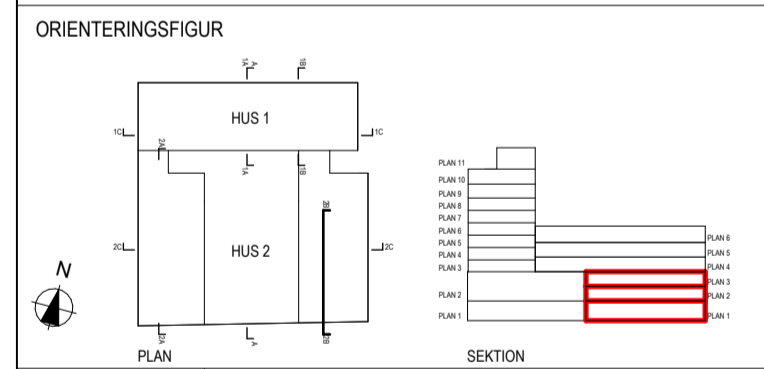 ORIENTERINGSFIGUR
1A
A
1B
HUS 1
1C
1C
2A
1A
1B
2B
HUS 2
2C
2C
N
2A
A
2B
PLAN
PLAN 11
PLAN 10
PLAN 9
PLAN 8
PLAN 7
PLAN 6
PLAN 5
PLAN 4
PLAN 3
PLAN 2
PLAN 1
PLAN 6
PLAN 5
PLAN 4
PLAN 3
PLAN 2
PLAN 1
SEKTION